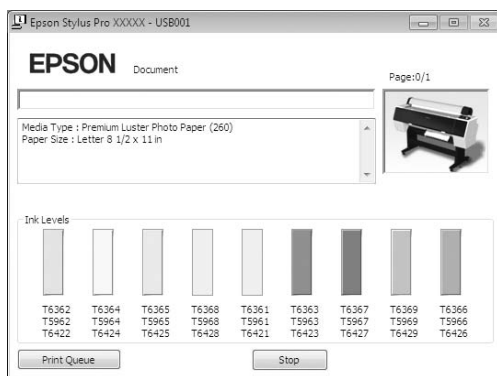 Epson Stylus Pro XXXXX - USB001
EPSON Document
Page:0/1
Media Type : Premium Luster Photo Paper (260)
Paper Size : Letter 8 1/2 x 11 in
Ink Levels
T6362 T6364 T6365 T6368 T6361 T6363 T6367 T6369 T6366
T5962 T5964 T5965 T5968 T5961 T5963 T5967 T5969 T5966
T6422 T6424 T6425 T6428 T6421 T6423 T6427 T6429 T6426
Print Queue Stop